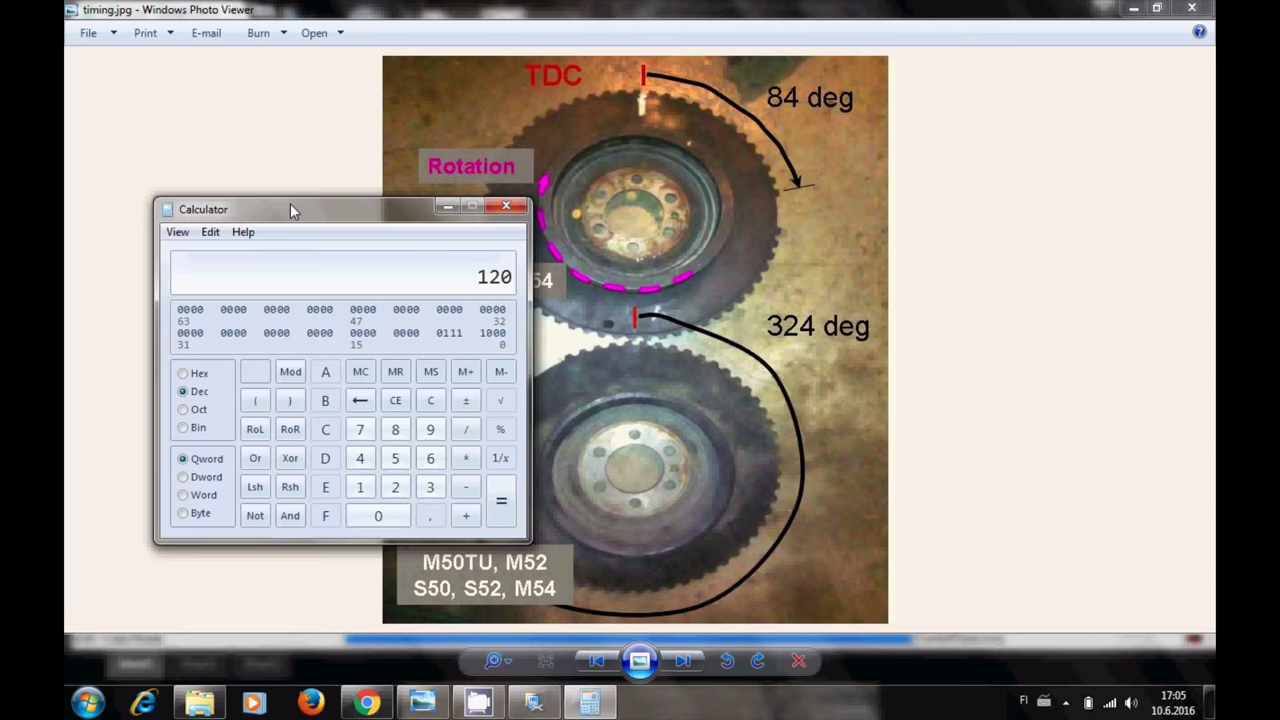 timing.jpg - Windows Photo Viewer
File Print E-mail Burn Open
TDC
84 deg
Rotation
54
324 deg
M50TU, M52
S50, S52, M54
Calculator
View Edit Help
120
0000 0000 0000 0000 0000 0000 0000 0000
63 47 32
0000 0000 0000 0000 0000 0000 0111 1000
31 15 0
Hex
Dec
Oct
Bin
Qword
Dword
Word
Byte
Mod A MC MR MS M+ M-
( ) B ← CE C ± √
RoL RoR C 7 8 9 / %
Or Xor D 4 5 6 * 1/x
Lsh Rsh E 1 2 3 - =
Not And F 0 , +
FI
17:05
10.6.2016